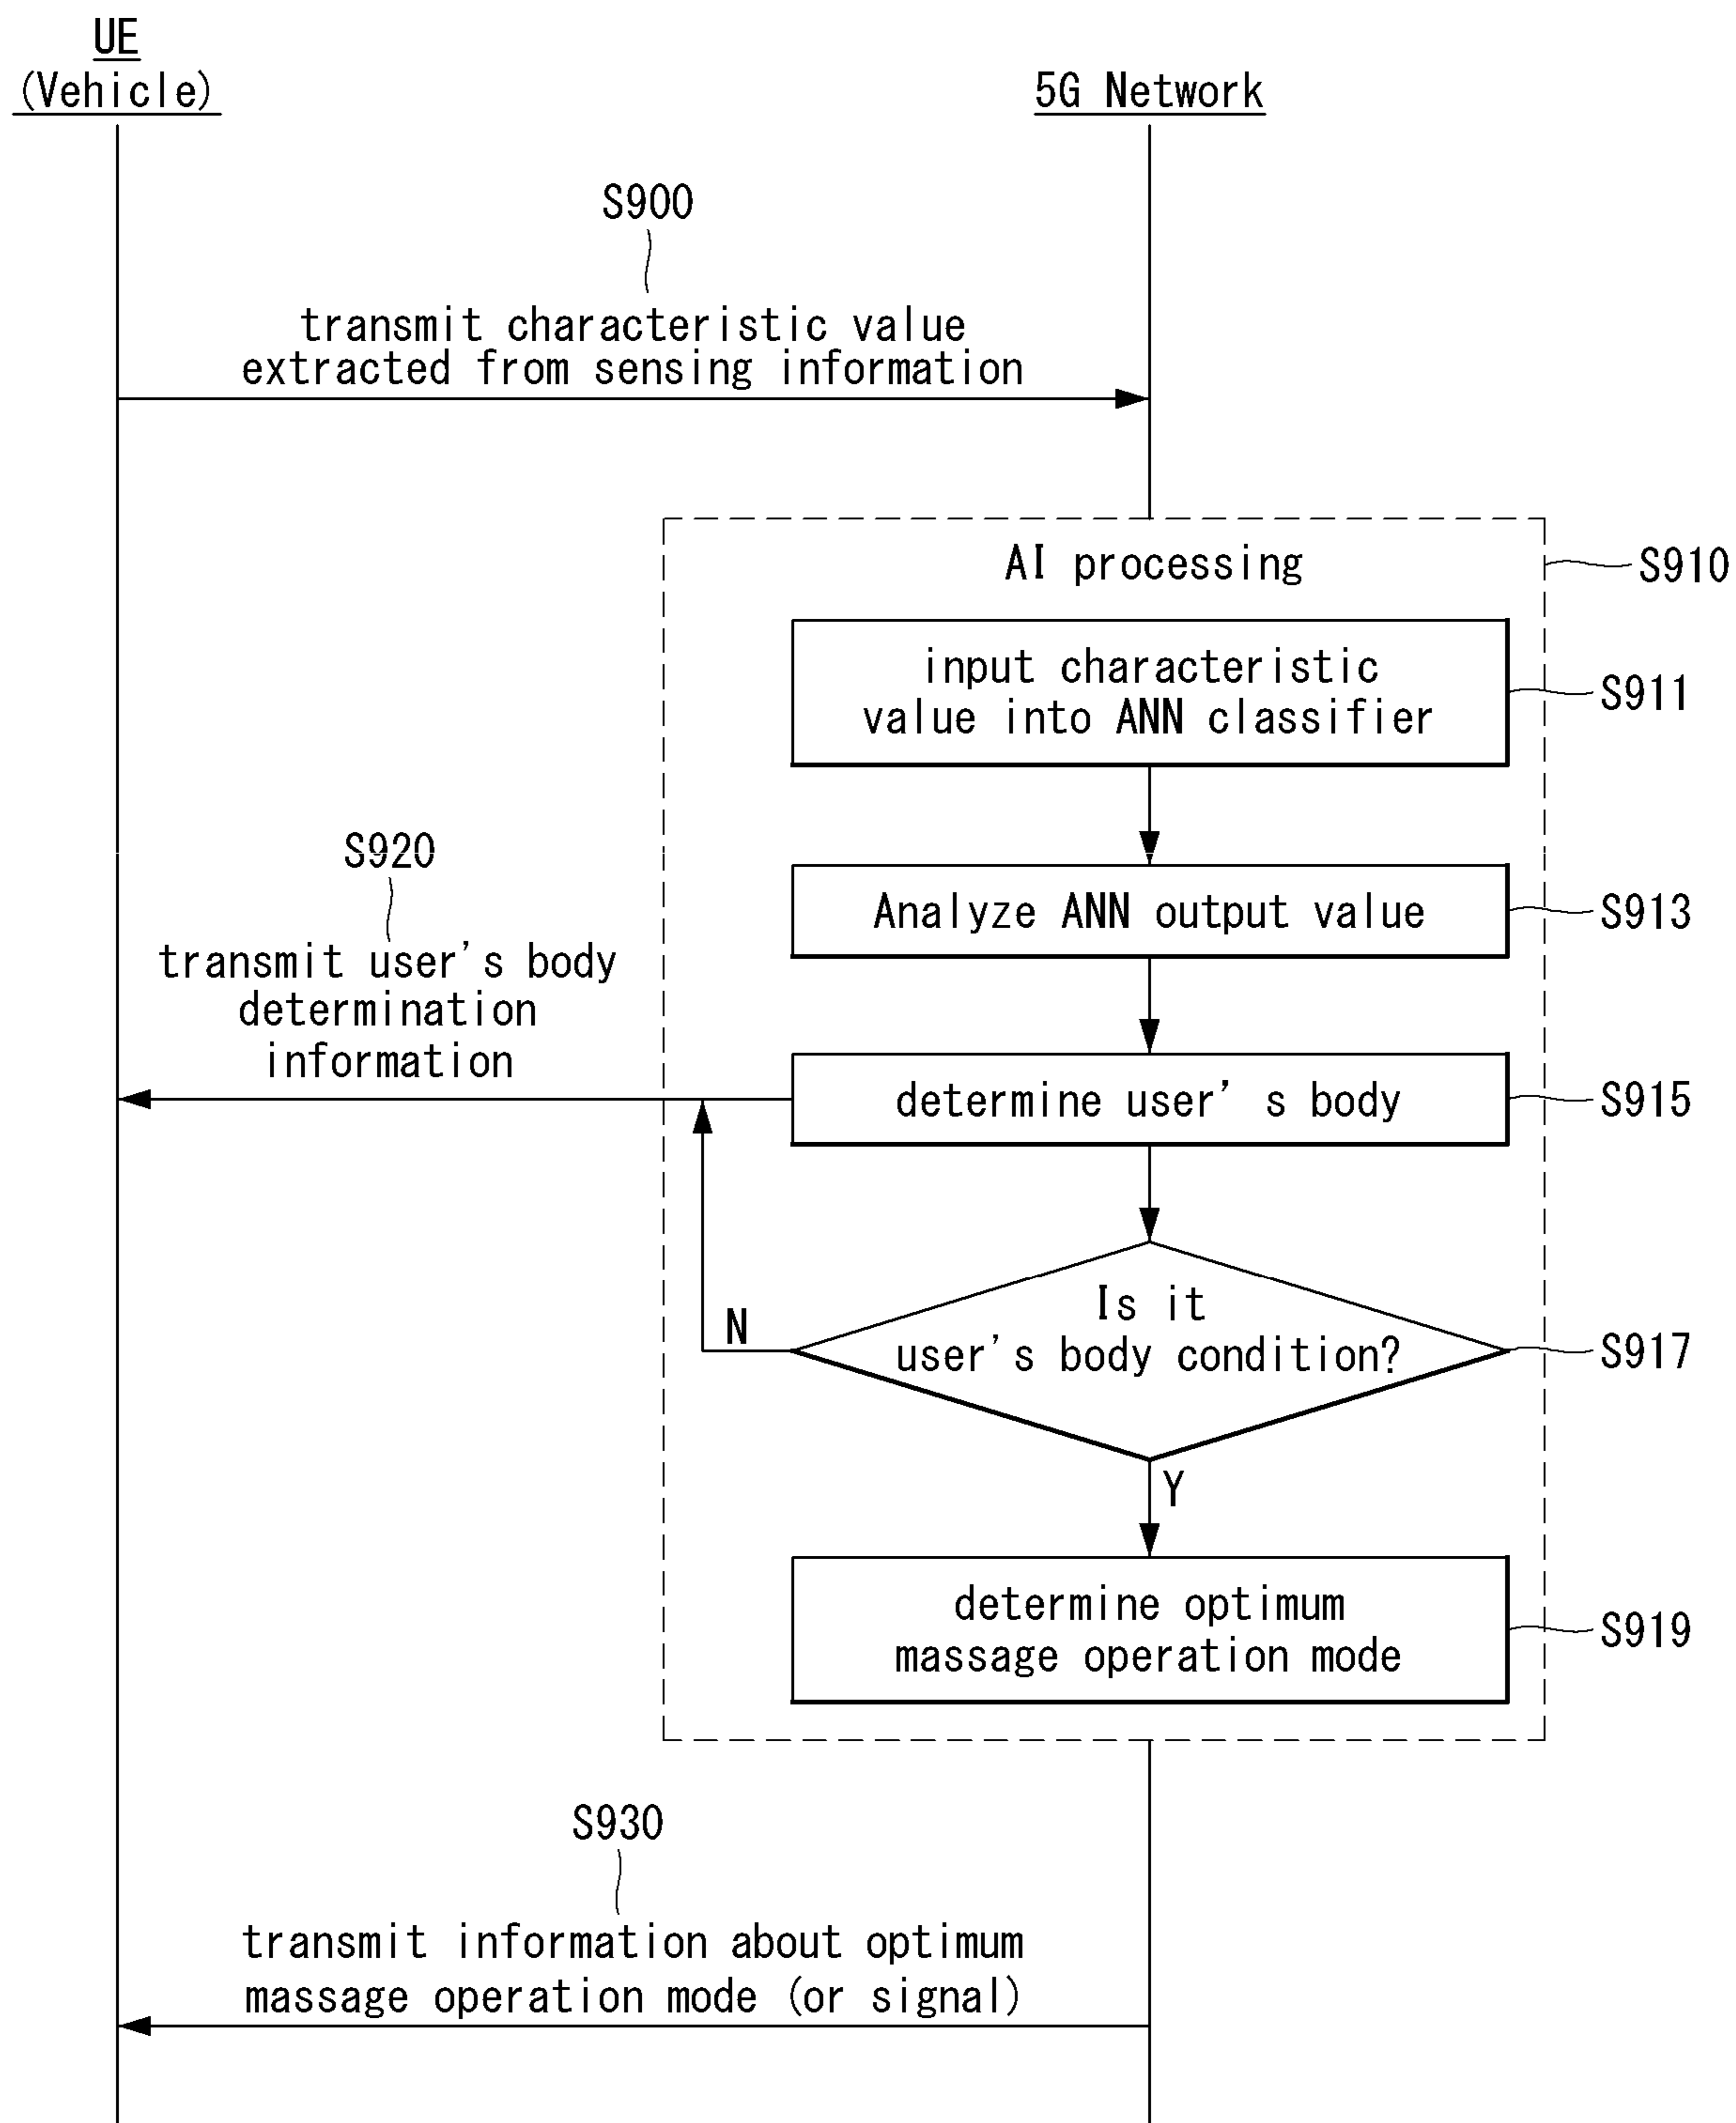 UE
(Vehicle)
5G Network
S900
transmit characteristic value
extracted from sensing information
AI processing
S910
input characteristic
value into ANN classifier
S911
S920
Analyze ANN output value
S913
transmit user's body
determination
information
determine user’ s body
S915
Is it
user's body condition?
N
S917
Y
determine optimum
massage operation mode
S919
S930
transmit information about optimum
massage operation mode (or signal)